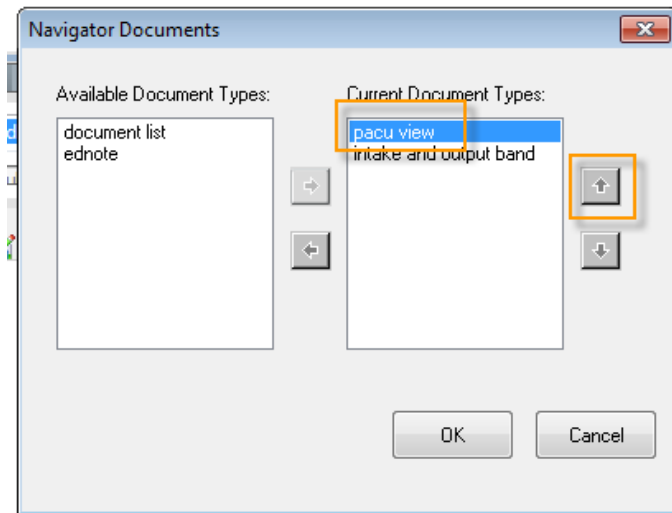 Navigator Documents
Available Document Types:
Current Document Types:
document list
ednote
pacu view
intake and output band
OK
Cancel